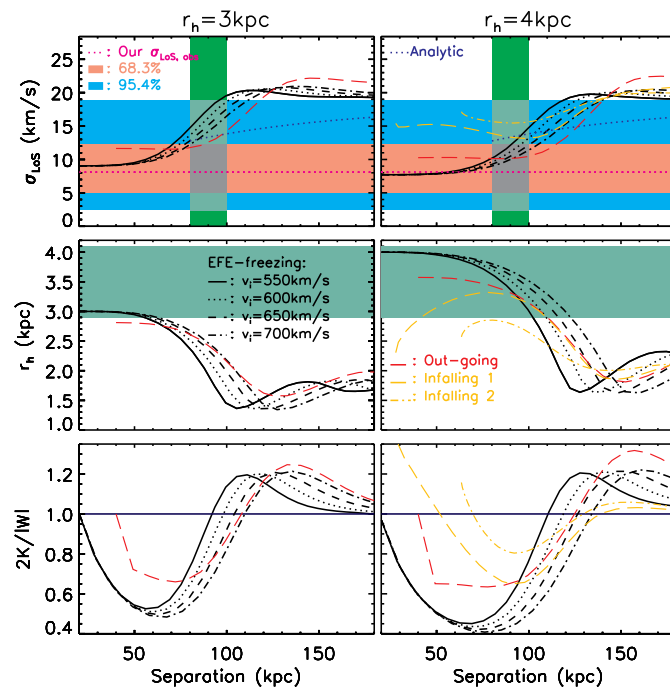 r_h=3kpc
r_h=4kpc
σ_LoS (km/s)
25
20
15
10
5
0
: Our σ_LoS, obs
: 68.3%
: 95.4%
: Analytic
r_h (kpc)
4.0
3.5
3.0
2.5
2.0
1.5
1.0
EFE-freezing:
: v_i=550km/s
: v_i=600km/s
: v_i=650km/s
: v_i=700km/s
: Out-going
: Infalling 1
: Infalling 2
2K/|W|
1.2
1.0
0.8
0.6
0.4
50 100 150
50 100 150
Separation (kpc)
Separation (kpc)